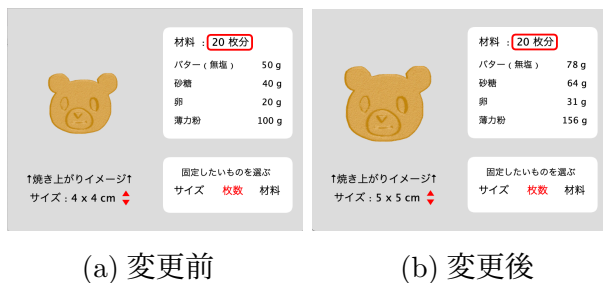 材料 : 20 枚分
バター ( 無塩 ) 50 g
砂糖 40 g
卵 20 g
薄力粉 100 g
↑焼き上がりイメージ↑
サイズ : 4 x 4 cm
固定したいものを選ぶ
サイズ 枚数 材料
(a) 変更前
材料 : 20 枚分
バター ( 無塩 ) 78 g
砂糖 64 g
卵 31 g
薄力粉 156 g
↑焼き上がりイメージ↑
サイズ : 5 x 5 cm
固定したいものを選ぶ
サイズ 枚数 材料
(b) 変更後